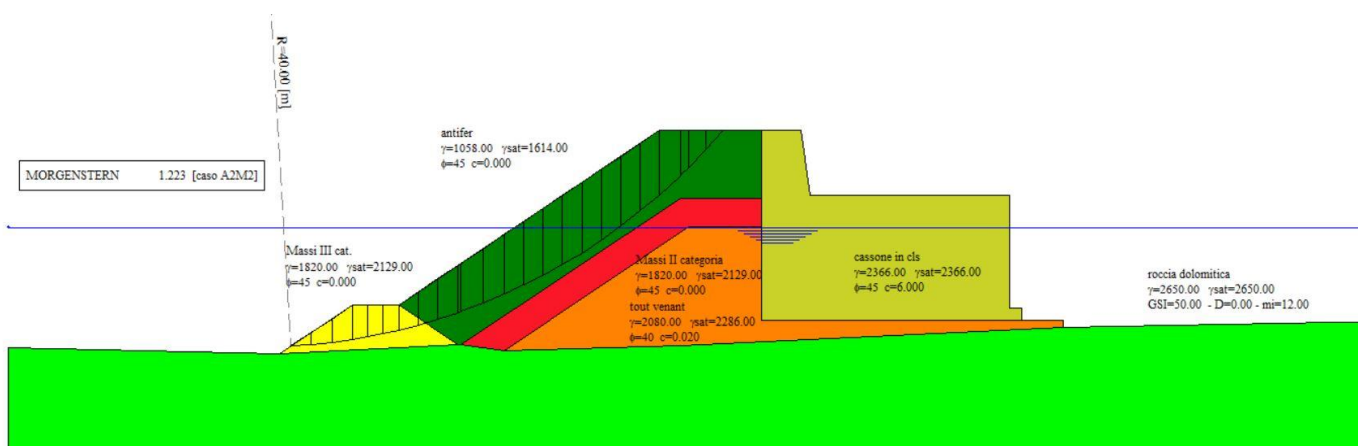 R=40.00 [m]
antifer
γ=1058.00 γsat=1614.00
ϕ=45 c=0.000
MORGENSTERN 1.223 [caso A2M2]
Massi III cat.
γ=1820.00 γsat=2129.00
ϕ=45 c=0.000
Massi II categoria
γ=1820.00 γsat=2129.00
ϕ=45 c=0.000
tout venant
γ=2080.00 γsat=2286.00
ϕ=40 c=0.020
cassone in cls
γ=2366.00 γsat=2366.00
ϕ=45 c=6.000
roccia dolomitica
γ=2650.00 γsat=2650.00
GSI=50.00 - D=0.00 - mi=12.00